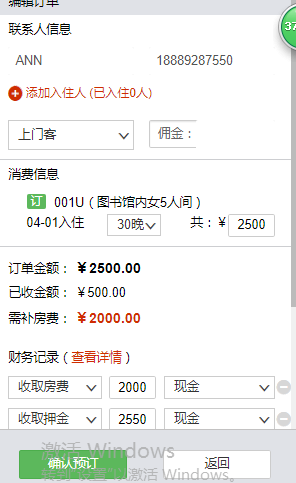 编辑订单
37
联系人信息
ANN 18889287550
添加入住人 (已入住0人)
上门客 佣金：
消费信息
订 001U ( 图书馆内女5人间 )
04-01入住 30晚 共：￥ 2500
订单金额：￥2500.00
已收金额：￥500.00
需补房费：￥2000.00
财务记录 ( 查看详情 )
收取房费 2000 现金
收取押金 2550 现金
激活 Windows
转到"设置"以激活 Windows。
确认预订 返回